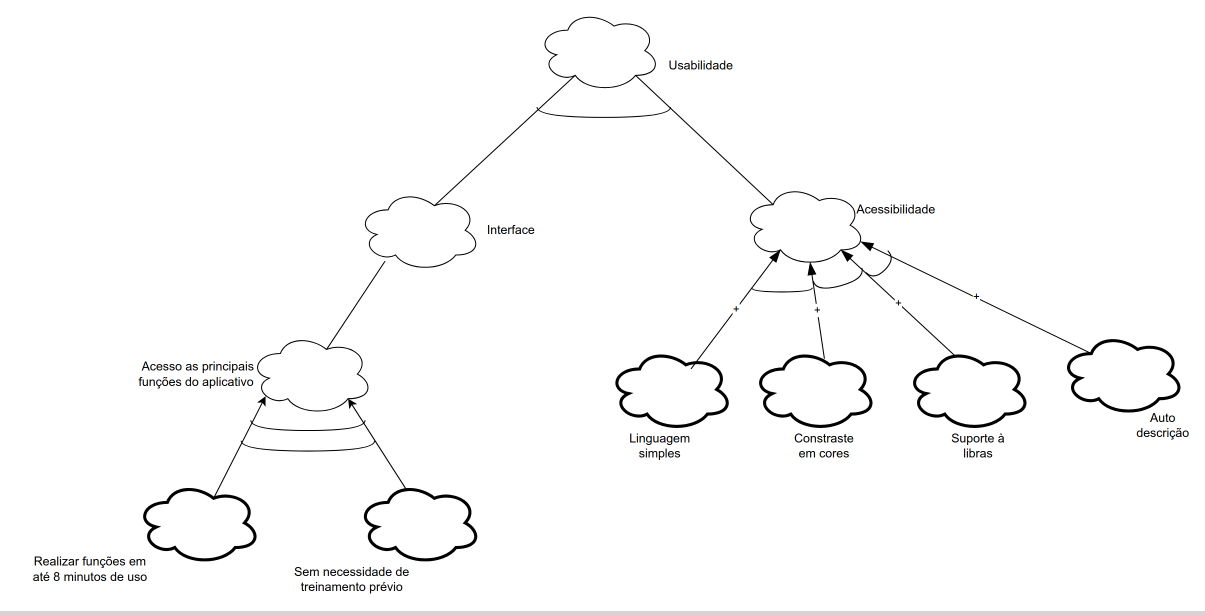 Usabilidade
Acessibilidade
Interface
+
+
+
+
Acesso as principais
funções do aplicativo
Linguagem
simples
Constraste
em cores
Suporte à
libras
Auto
descrição
Realizar funções em
até 8 minutos de uso
Sem necessidade de
treinamento prévio